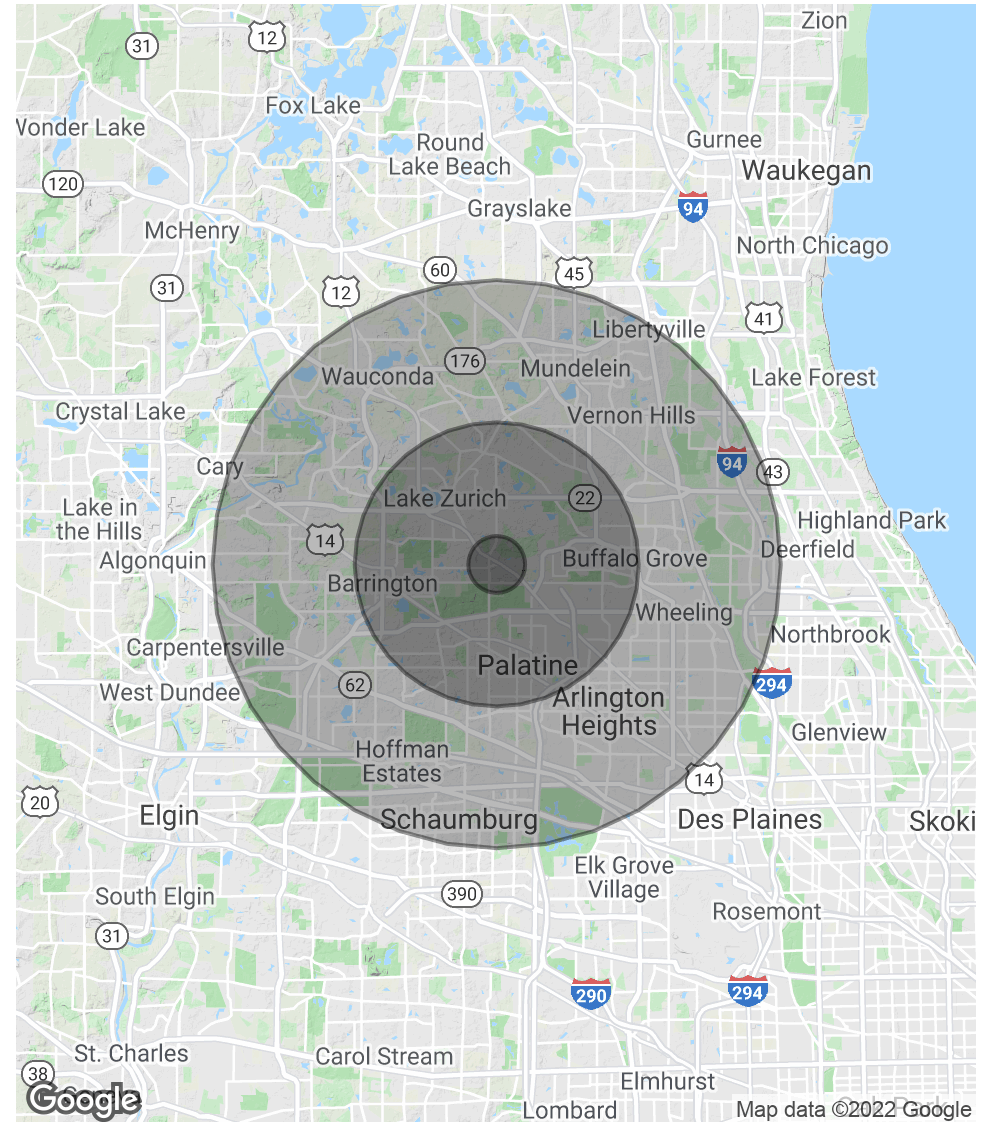 Zion
31
12
Fox Lake
Wonder Lake
Gurnee
Round
Lake Beach
Waukegan
120
94
Grayslake
McHenry
North Chicago
60
45
31
12
41
Libertyville
176
Mundelein
Wauconda
Lake Forest
Crystal Lake
Vernon Hills
94
Cary
43
Lake Zurich
22
Lake in
the Hills
Highland Park
14
Deerfield
Algonquin
Buffalo Grove
Barrington
Wheeling
Northbrook
Carpentersville
Palatine
62
294
West Dundee
Arlington
Heights
Glenview
Hoffman
Estates
14
20
Elgin
Schaumburg
Des Plaines
Skoki
Elk Grove
Village
390
South Elgin
Rosemont
31
290
294
St. Charles
Carol Stream
38
Elmhurst
Google
Lombard
Map data ©2022 Google